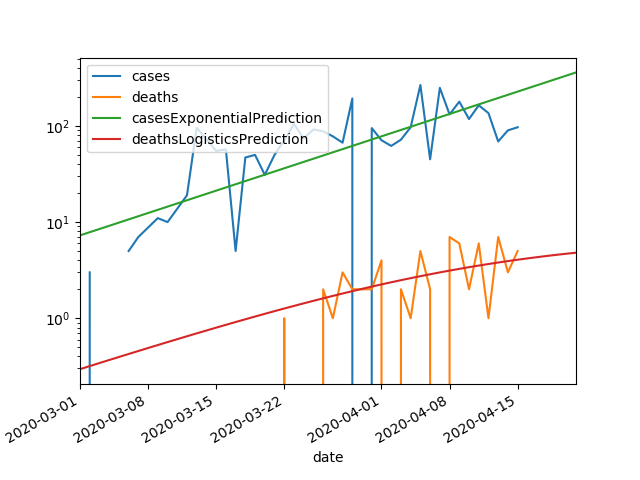 cases
deaths
casesExponentialPrediction
deathsLogisticsPrediction
10²
10¹
10⁰
2020-03-01
2020-03-08
2020-03-15
2020-03-22
2020-04-01
2020-04-08
2020-04-15
date